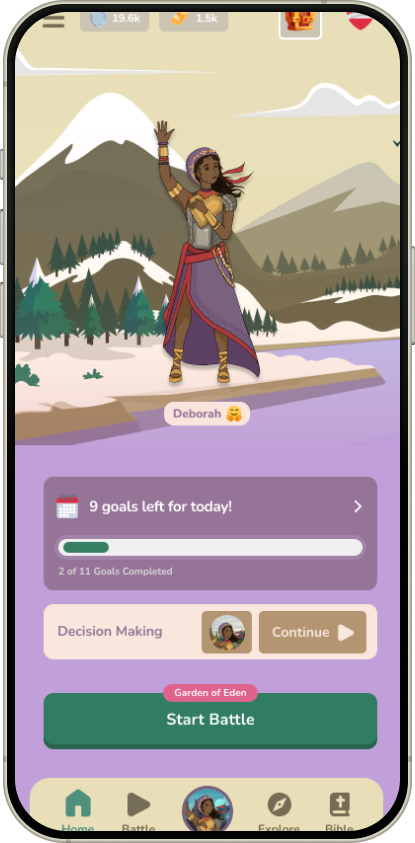 19.6k
1.5k
Deborah 🤗
9 goals left for today!
2 of 11 Goals Completed
Decision Making
Continue
Garden of Eden
Start Battle
Home
Battle
Explore
Bible